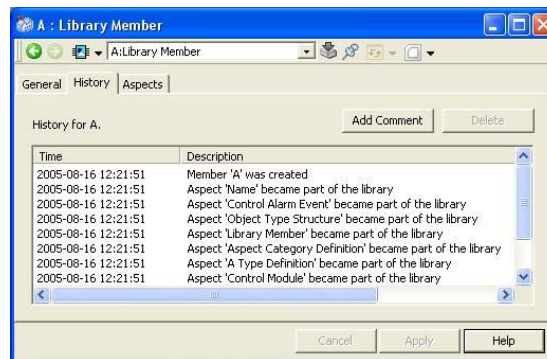 A : Library Member
A:Library Member
General History Aspects
History for A.
Add Comment Delete
Time Description
2005-08-16 12:21:51 Member 'A' was created
2005-08-16 12:21:51 Aspect 'Name' became part of the library
2005-08-16 12:21:51 Aspect 'Control Alarm Event' became part of the library
2005-08-16 12:21:51 Aspect 'Object Type Structure' became part of the library
2005-08-16 12:21:51 Aspect 'Library Member' became part of the library
2005-08-16 12:21:51 Aspect 'Aspect Category Definition' became part of the library
2005-08-16 12:21:51 Aspect 'A Type Definition' became part of the library
2005-08-16 12:21:51 Aspect 'Control Module' became part of the library
Cancel Apply Help